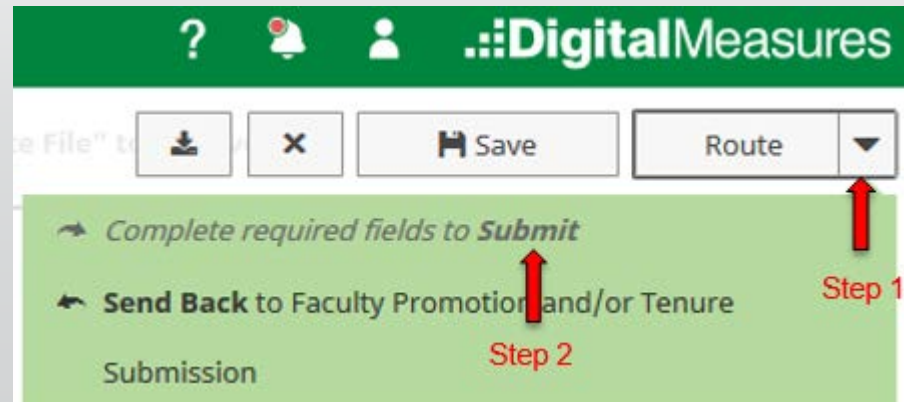 ? .::DigitalMeasures
e File" to
Save Route
Complete required fields to Submit
Send Back to Faculty Promotion and/or Tenure
Submission
Step 1
Step 2